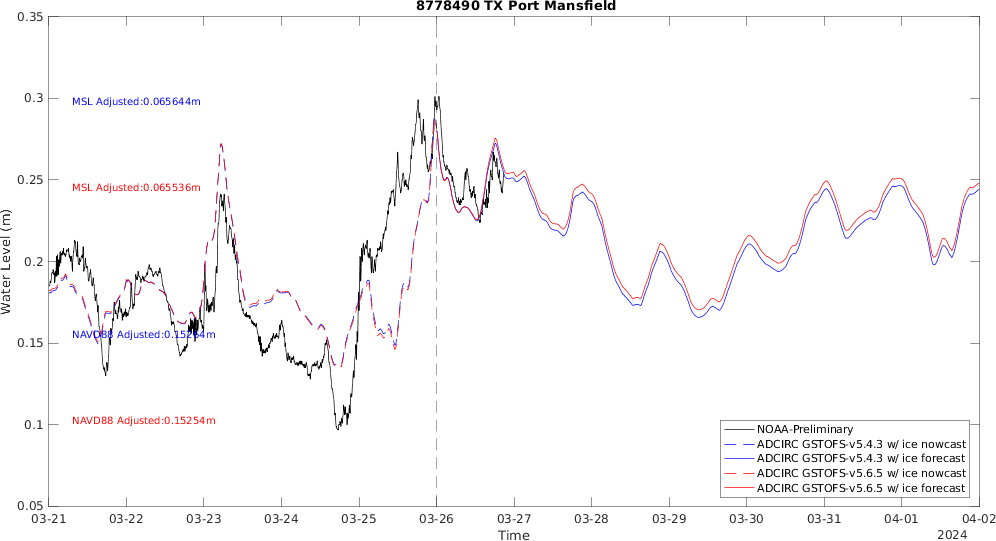 8778490 TX Port Mansfield
Water Level (m)
0.35
0.3
0.25
0.2
0.15
0.1
0.05
MSL Adjusted:0.065644m
MSL Adjusted:0.065536m
NAVD88 Adjusted:0.15264m
NAVD88 Adjusted:0.15254m
NOAA-Preliminary
ADCIRC GSTOFS-v5.4.3 w/ ice nowcast
ADCIRC GSTOFS-v5.4.3 w/ ice forecast
ADCIRC GSTOFS-v5.6.5 w/ ice nowcast
ADCIRC GSTOFS-v5.6.5 w/ ice forecast
03-21 03-22 03-23 03-24 03-25 03-26 03-27 03-28 03-29 03-30 03-31 04-01 04-02
Time
2024